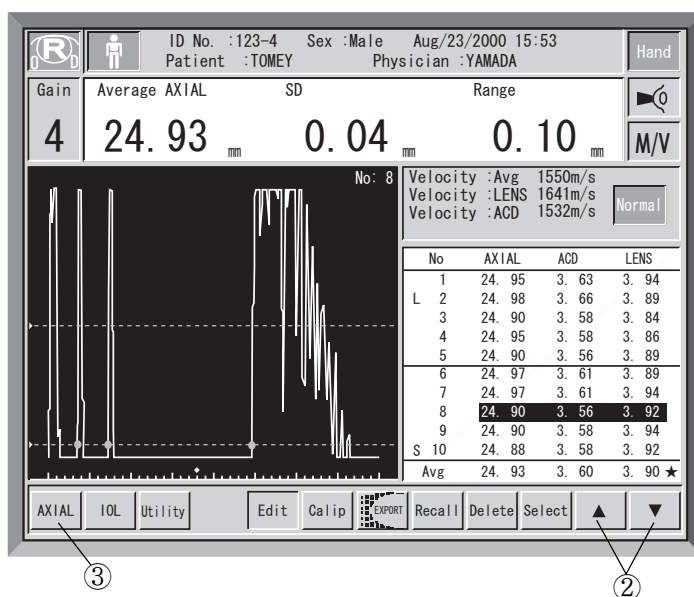 R
O D
ID No. :123-4 Sex :Male Aug/23/2000 15:53
Patient :TOMEY Physician :YAMADA
Hand
Gain
4
Average AXIAL SD Range
24.93 mm 0.04 mm 0.10 mm
M/V
No: 8
Velocity :Avg 1550m/s
Velocity :LENS 1641m/s
Velocity :ACD 1532m/s
Normal
No AXIAL ACD LENS
1 24. 95 3. 63 3. 94
L 2 24. 98 3. 66 3. 89
3 24. 90 3. 58 3. 84
4 24. 95 3. 58 3. 86
5 24. 90 3. 56 3. 89
6 24. 97 3. 61 3. 89
7 24. 97 3. 61 3. 94
8 24. 90 3. 56 3. 92
9 24. 90 3. 58 3. 94
S 10 24. 88 3. 58 3. 92
Avg 24. 93 3. 60 3. 90 ★
AXIAL IOL Utility Edit Calip EXPORT Recall Delete Select ▲ ▼
③ ②